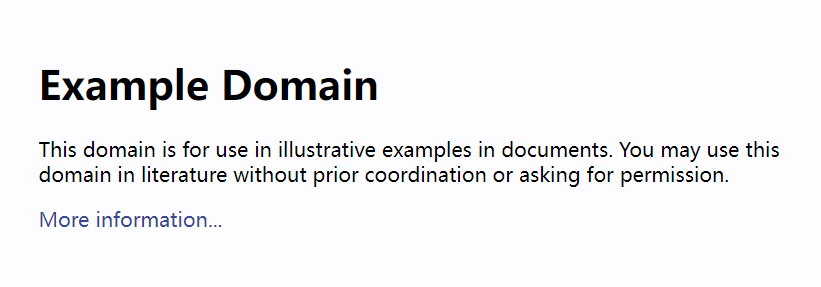 Example Domain
This domain is for use in illustrative examples in documents. You may use this
domain in literature without prior coordination or asking for permission.
More information...